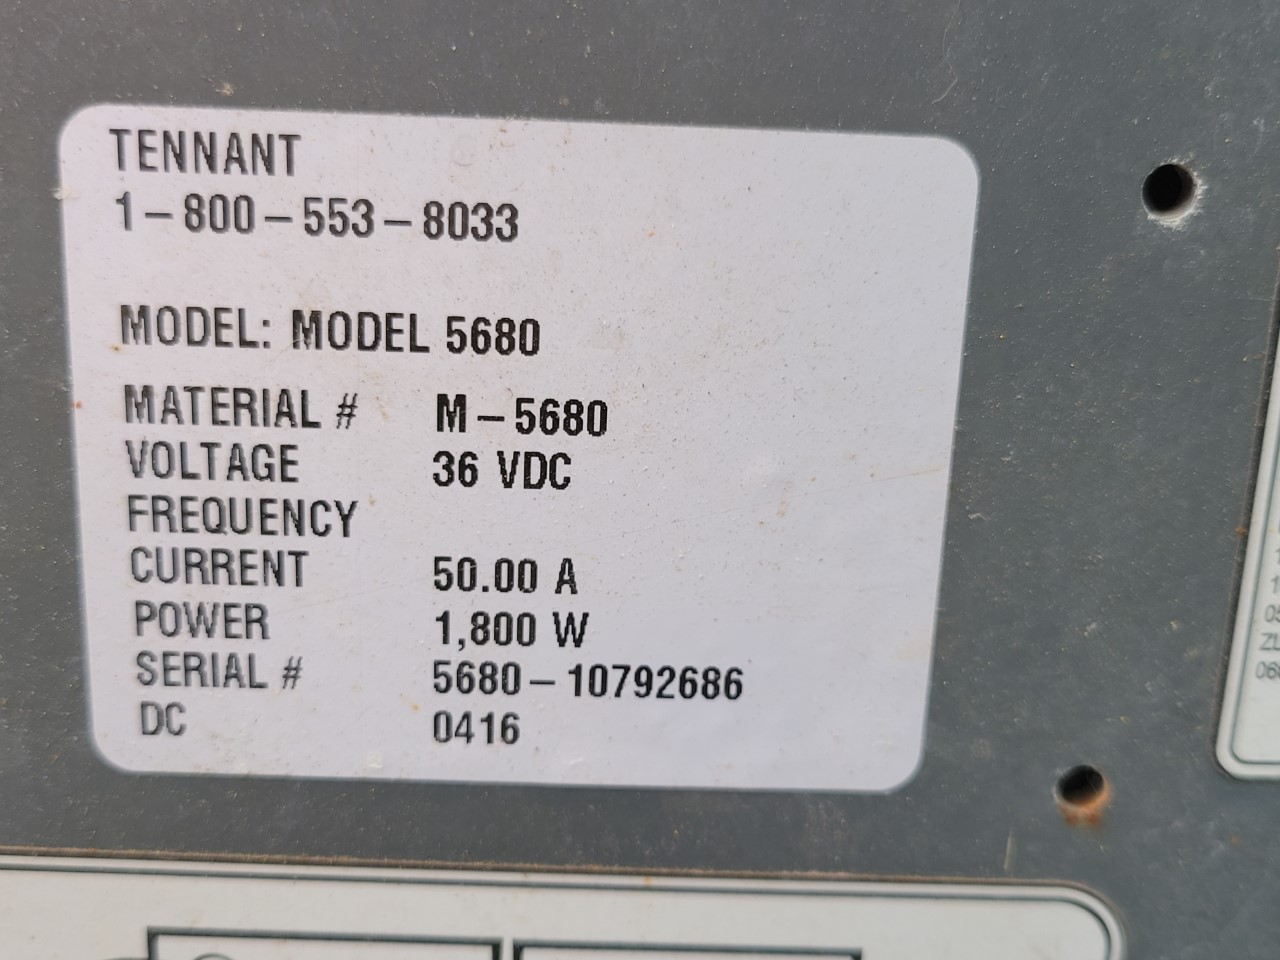 TENNANT
1-800-553-8033
MODEL: MODEL 5680
MATERIAL # M-5680
VOLTAGE 36 VDC
FREQUENCY
CURRENT 50.00 A
POWER 1,800 W
SERIAL # 5680-10792686
DC 0416